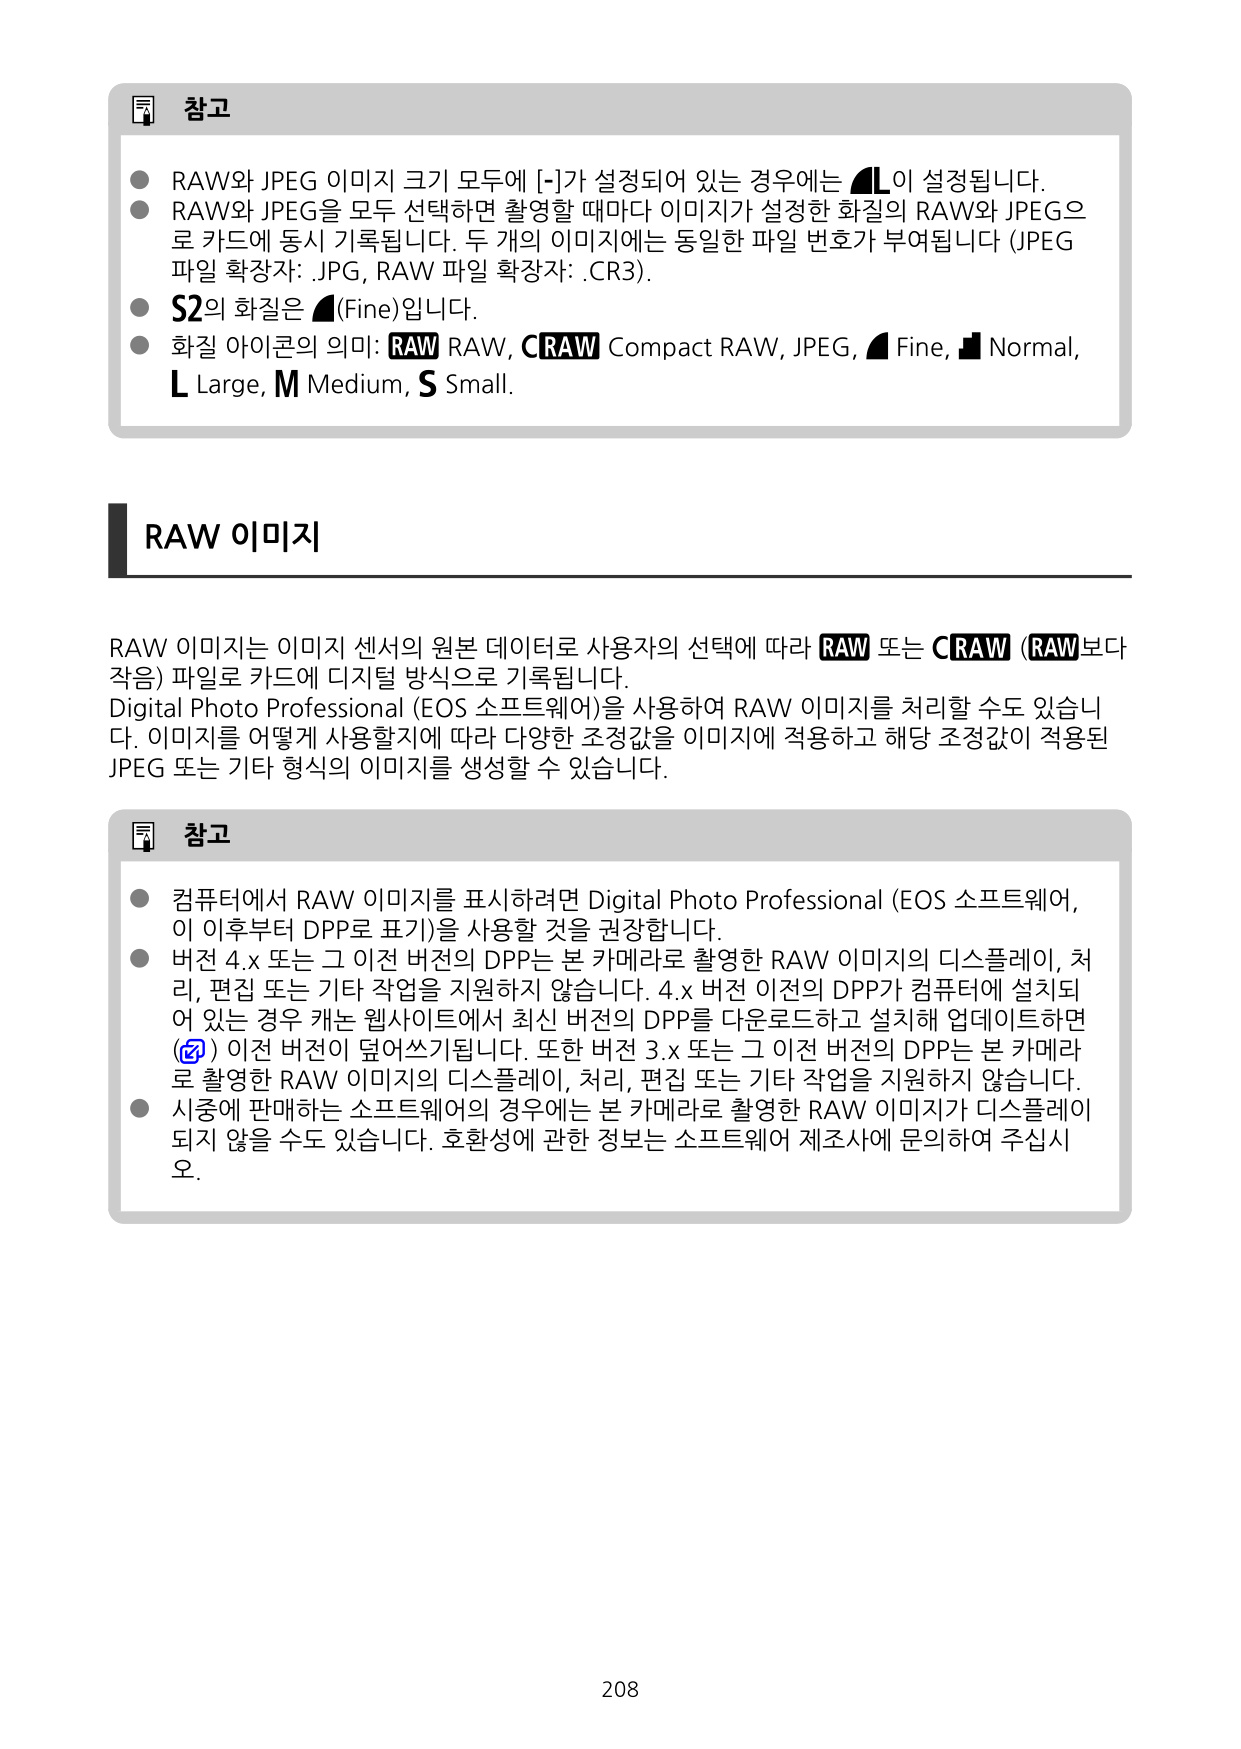 참고
● RAW와 JPEG 이미지 크기 모두에 [-]가 설정되어 있는 경우에는 L이 설정됩니다.
● RAW와 JPEG을 모두 선택하면 촬영할 때마다 이미지가 설정한 화질의 RAW와 JPEG으
로 카드에 동시 기록됩니다. 두 개의 이미지에는 동일한 파일 번호가 부여됩니다 (JPEG
파일 확장자: .JPG, RAW 파일 확장자: .CR3).
● S2의 화질은 (Fine)입니다.
● 화질 아이콘의 의미: RAW RAW, CRAW Compact RAW, JPEG, Fine, Normal,
L Large, M Medium, S Small.
RAW 이미지
RAW 이미지는 이미지 센서의 원본 데이터로 사용자의 선택에 따라 RAW 또는 CRAW (RAW보다
작음) 파일로 카드에 디지털 방식으로 기록됩니다.
Digital Photo Professional (EOS 소프트웨어)을 사용하여 RAW 이미지를 처리할 수도 있습니
다. 이미지를 어떻게 사용할지에 따라 다양한 조정값을 이미지에 적용하고 해당 조정값이 적용된
JPEG 또는 기타 형식의 이미지를 생성할 수 있습니다.
참고
● 컴퓨터에서 RAW 이미지를 표시하려면 Digital Photo Professional (EOS 소프트웨어,
이 이후부터 DPP로 표기)을 사용할 것을 권장합니다.
● 버전 4.x 또는 그 이전 버전의 DPP는 본 카메라로 촬영한 RAW 이미지의 디스플레이, 처
리, 편집 또는 기타 작업을 지원하지 않습니다. 4.x 버전 이전의 DPP가 컴퓨터에 설치되
어 있는 경우 캐논 웹사이트에서 최신 버전의 DPP를 다운로드하고 설치해 업데이트하면
( ) 이전 버전이 덮어쓰기됩니다. 또한 버전 3.x 또는 그 이전 버전의 DPP는 본 카메라
로 촬영한 RAW 이미지의 디스플레이, 처리, 편집 또는 기타 작업을 지원하지 않습니다.
● 시중에 판매하는 소프트웨어의 경우에는 본 카메라로 촬영한 RAW 이미지가 디스플레이
되지 않을 수도 있습니다. 호환성에 관한 정보는 소프트웨어 제조사에 문의하여 주십시
오.
208